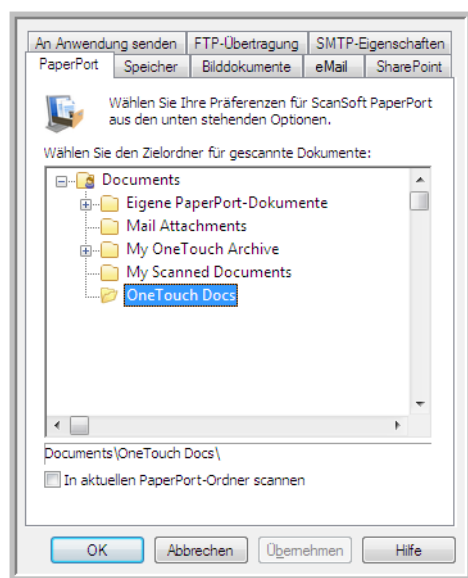 An Anwendung senden FTP-Übertragung SMTP-Eigenschaften
PaperPort Speicher Bilddokumente eMail SharePoint
Wählen Sie Ihre Präferenzen für ScanSoft PaperPort
aus den unten stehenden Optionen.
Wählen Sie den Zielordner für gescannte Dokumente:
Documents
Eigene PaperPort-Dokumente
Mail Attachments
My OneTouch Archive
My Scanned Documents
OneTouch Docs
Documents\OneTouch Docs\
In aktuellen PaperPort-Ordner scannen
OK Abbrechen Übernehmen Hilfe